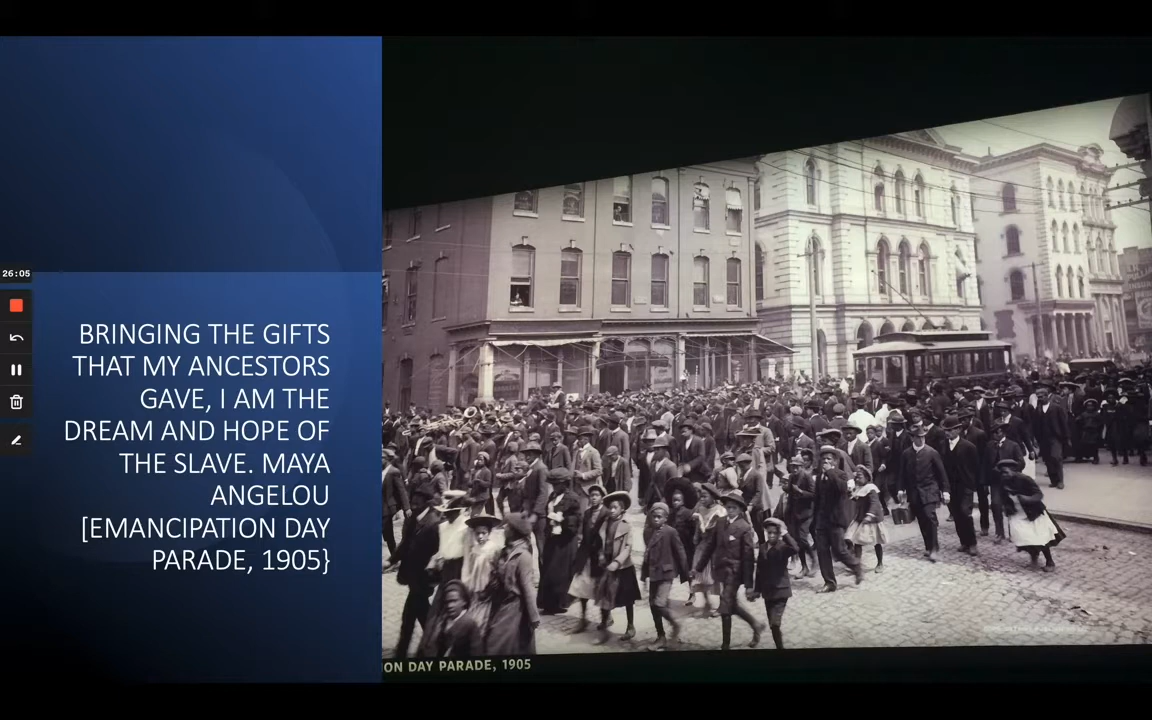 26:05
BRINGING THE GIFTS
THAT MY ANCESTORS
GAVE, I AM THE
DREAM AND HOPE OF
THE SLAVE. MAYA
ANGELOU
[EMANCIPATION DAY
PARADE, 1905}
ON DAY PARADE, 1905